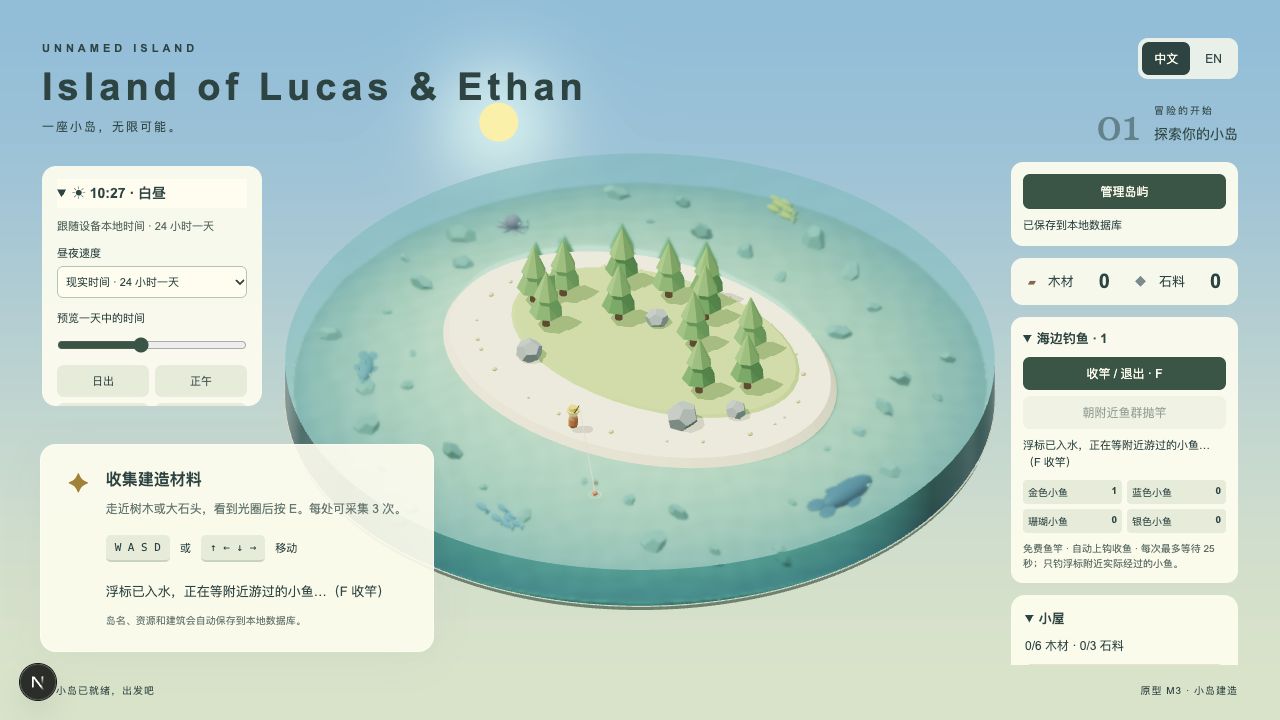 UNNAMED ISLAND
Island of Lucas & Ethan
一座小岛，无限可能。
中文 EN
01
冒险的开始
探索你的小岛
▼ ☀ 10:27 · 白昼
跟随设备本地时间 · 24 小时一天
昼夜速度
现实时间 · 24 小时一天
预览一天中的时间
日出 正午
管理岛屿
已保存到本地数据库
木材 0 石料 0
▼ 海边钓鱼 · 1
收竿 / 退出 · F
朝附近鱼群抛竿
浮标已入水，正在等附近游过的小鱼…
（F 收竿）
金色小鱼 1 蓝色小鱼 0
珊瑚小鱼 0 银色小鱼 0
免费鱼竿 · 自动上钩收鱼 · 每次最多等待 25
秒；只钓浮标附近实际经过的小鱼。
▼ 小屋
0/6 木材 · 0/3 石料
收集建造材料
走近树木或大石头，看到光圈后按 E。每处可采集 3 次。
W A S D 或 ↑ ← ↓ → 移动
浮标已入水，正在等附近游过的小鱼…（F 收竿）
岛名、资源和建筑会自动保存到本地数据库。
N
小岛已就绪，出发吧
原型 M3 · 小岛建造